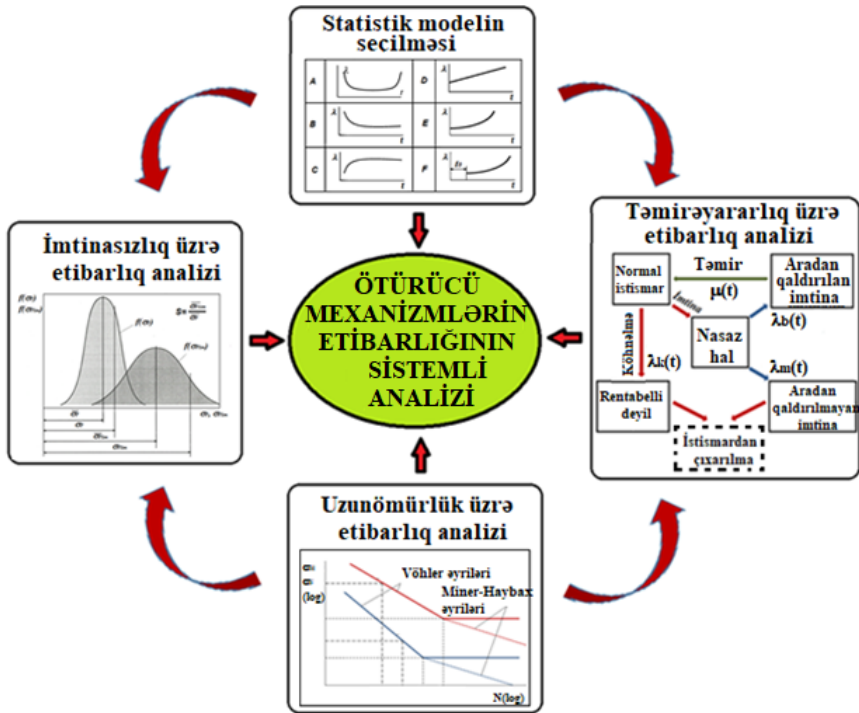 Statistik modelin
secilməsi
A
λ
t
D
λ
t
B
λ
t
E
λ
t
C
λ
t
F
λ
t
İmtinasızlıq üzrə
etibarlıq analizi
ÖTÜRÜCÜ
MEXANİZMLƏRİN
ETİBARLIĞININ
SİSTEMLİ
ANALİZİ
Təmirəyararlıq üzrə
etibarlıq analizi
Normal
istismar
Təmir
μ(t)
Aradan
qaldırılan
imtina
İmtina
Nasaz
hal
λb(t)
Köhnəlmə
λk(t)
λm(t)
Rentabelli
deyil
Aradan
qaldırılmayan
imtina
İstismardan
çıxarılma
Uzunömürlük üzrə
etibarlıq analizi
(log)
Vöhler əyriləri
Miner-Haybax
əyriləri
N(log)